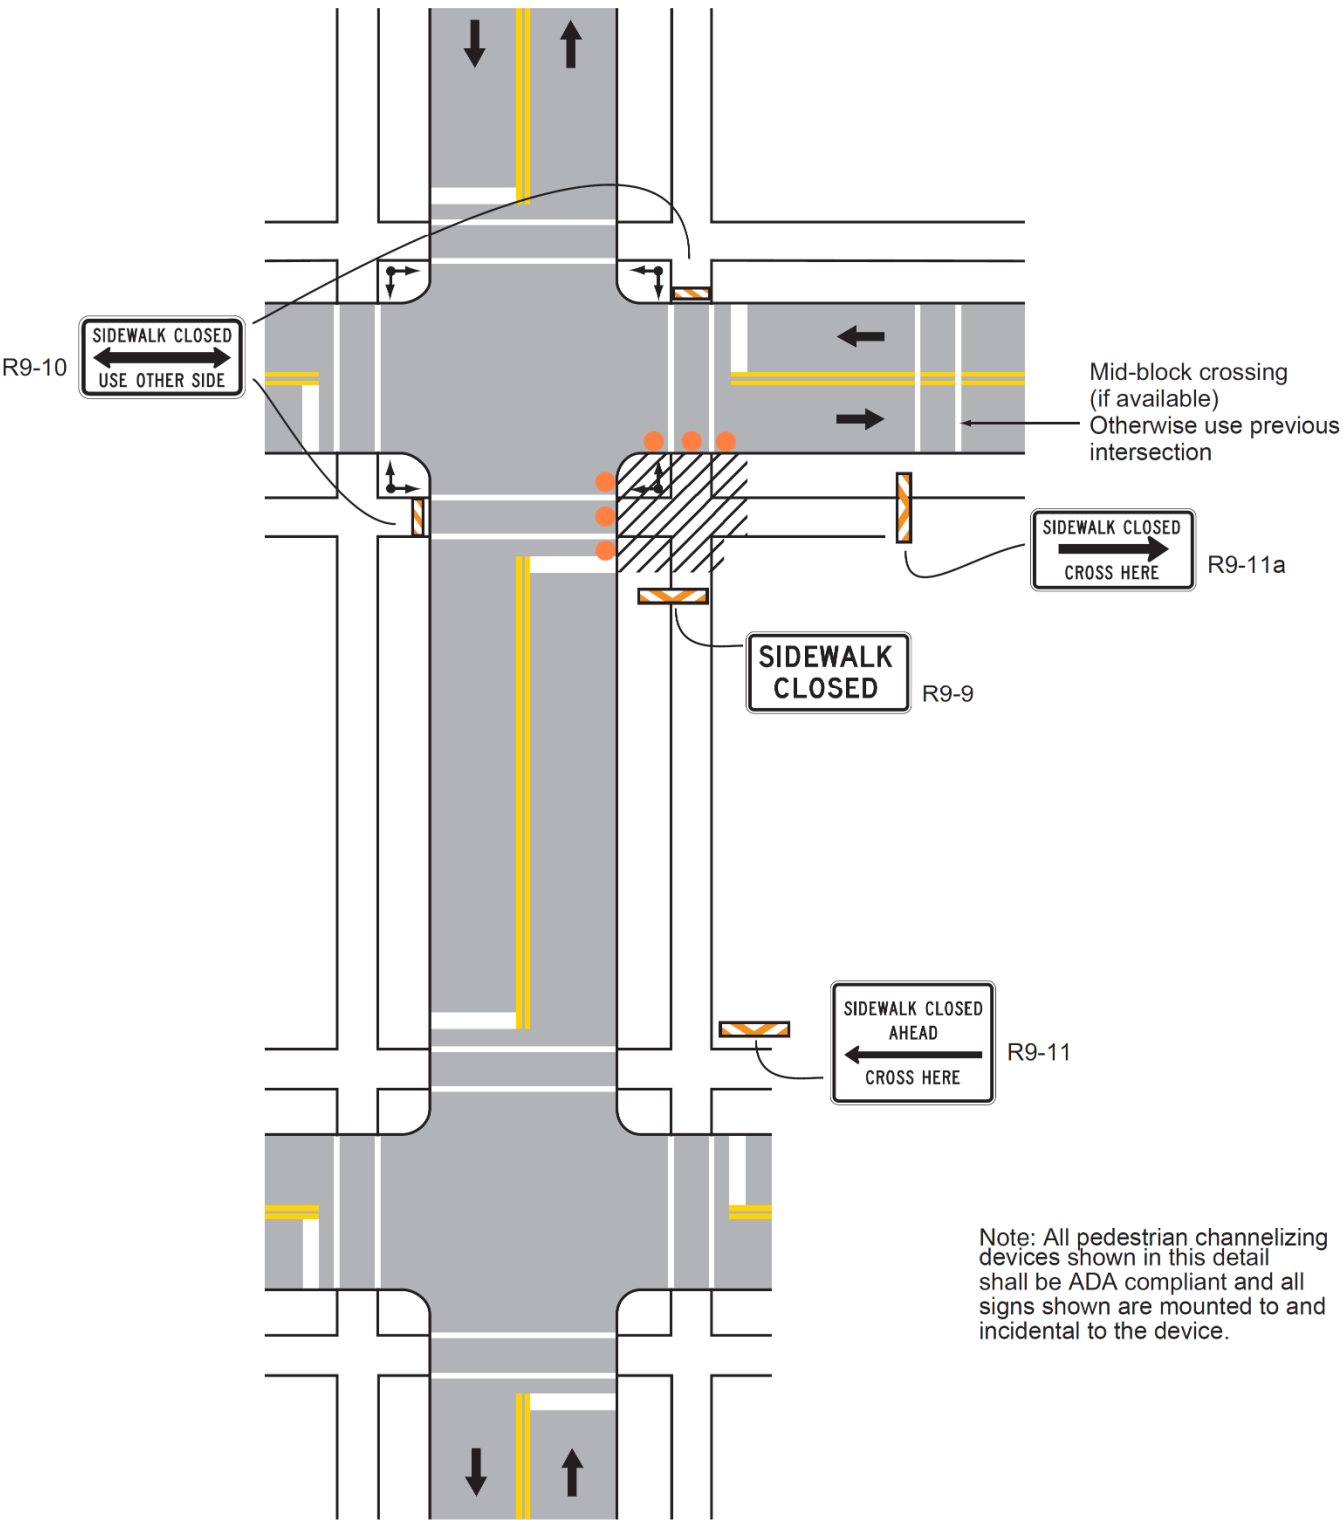 SIDEWALK CLOSED
USE OTHER SIDE
R9-10
Mid-block crossing
(if available)
Otherwise use previous
intersection
SIDEWALK CLOSED
CROSS HERE
R9-11a
SIDEWALK
CLOSED
R9-9
SIDEWALK CLOSED
AHEAD
CROSS HERE
R9-11
Note: All pedestrian channelizing
devices shown in this detail
shall be ADA compliant and all
signs shown are mounted to and
incidental to the device.